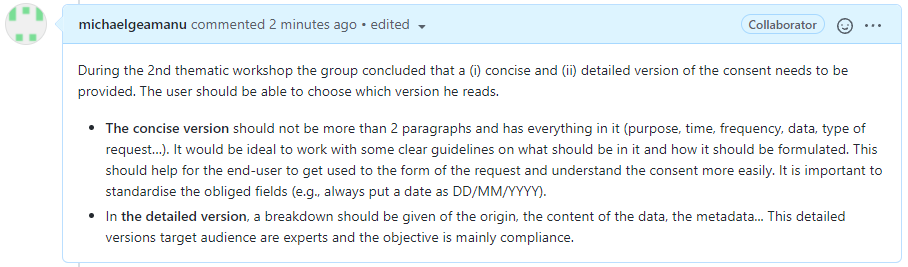 michaelgeamanu commented 2 minutes ago • edited
Collaborator
During the 2nd thematic workshop the group concluded that a (i) concise and (ii) detailed version of the consent needs to be
provided. The user should be able to choose which version he reads.
• The concise version should not be more than 2 paragraphs and has everything in it (purpose, time, frequency, data, type of
request...). It would be ideal to work with some clear guidelines on what should be in it and how it should be formulated. This
should help for the end-user to get used to the form of the request and understand the consent more easily. It is important to
standardise the obliged fields (e.g., always put a date as DD/MM/YYYY).
• In the detailed version, a breakdown should be given of the origin, the content of the data, the metadata... This detailed
versions target audience are experts and the objective is mainly compliance.